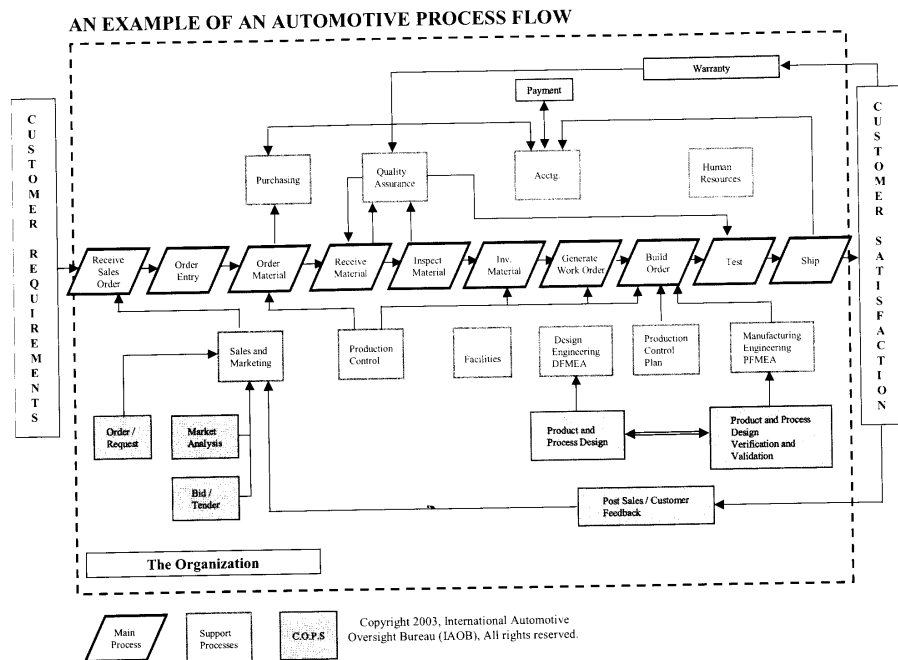 AN EXAMPLE OF AN AUTOMOTIVE PROCESS FLOW
Warranty
Payment
CUSTOMER REQUIREMENTS
CUSTOMER SATISFACTION
Purchasing
Quality
Assurance
Acctg.
Human
Resources
Receive
Sales
Order
Order
Entry
Order
Material
Receive
Material
Inspect
Material
Inv.
Material
Generate
Work Order
Build
Order
Test
Ship
Sales and
Marketing
Production
Control
Facilities
Design
Engineering
DFMEA
Production
Control
Plan
Manufacturing
Engineering
PFMEA
Order /
Request
Market
Analysis
Product and
Process Design
Product and Process
Design
Verification and
Validation
Bid /
Tender
Post Sales / Customer
Feedback
The Organization
Main
Process
Support
Processes
C.O.P.S
Copyright 2003, International Automotive
Oversight Bureau (IAOB), All rights reserved.